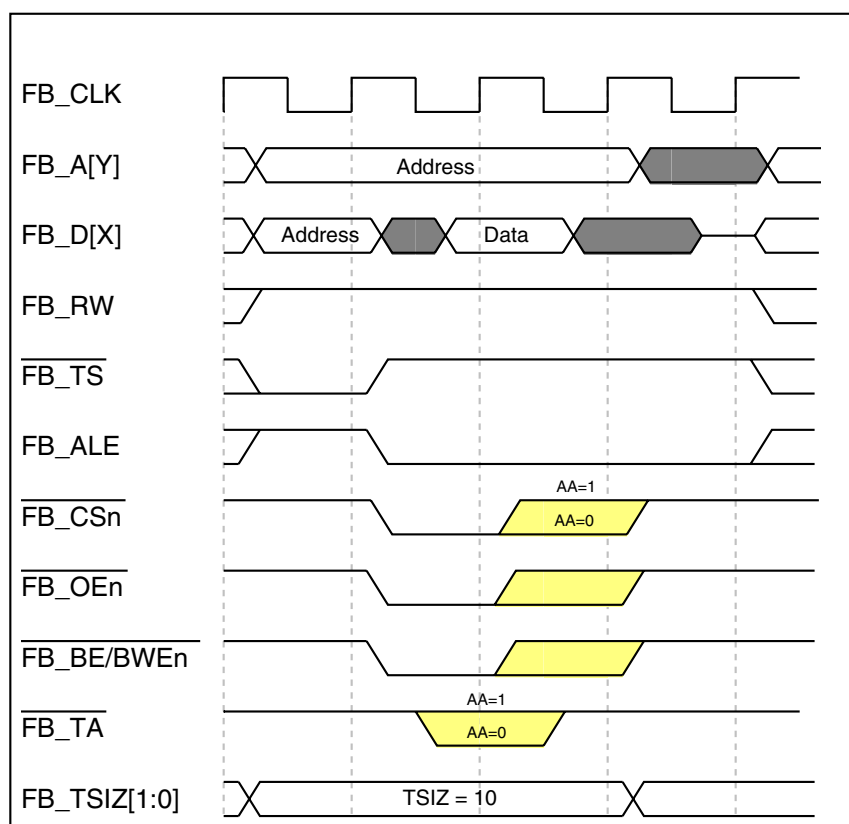 FB_CLK
FB_A[Y]
Address
FB_D[X]
Address
Data
FB_RW
FB_TS
FB_ALE
AA=1
FB_CSn
AA=0
FB_OEn
FB_BE/BWEn
AA=1
FB_TA
AA=0
FB_TSIZ[1:0]
TSIZ = 10